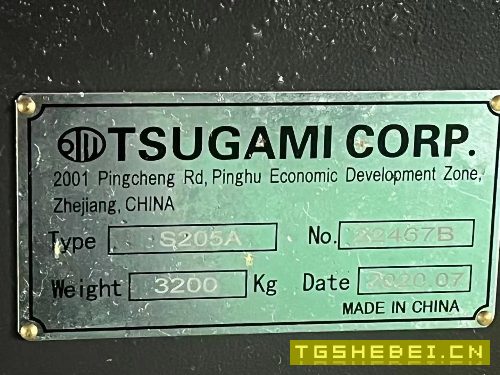 TSUGAMI CORP.
2001 Pingcheng Rd, Pinghu Economic Development Zone,
Zhejiang, CHINA
Type S205A No. 22467B
Weight 3200 Kg Date 2020.07
MADE IN CHINA
TGSHEBEI.CN